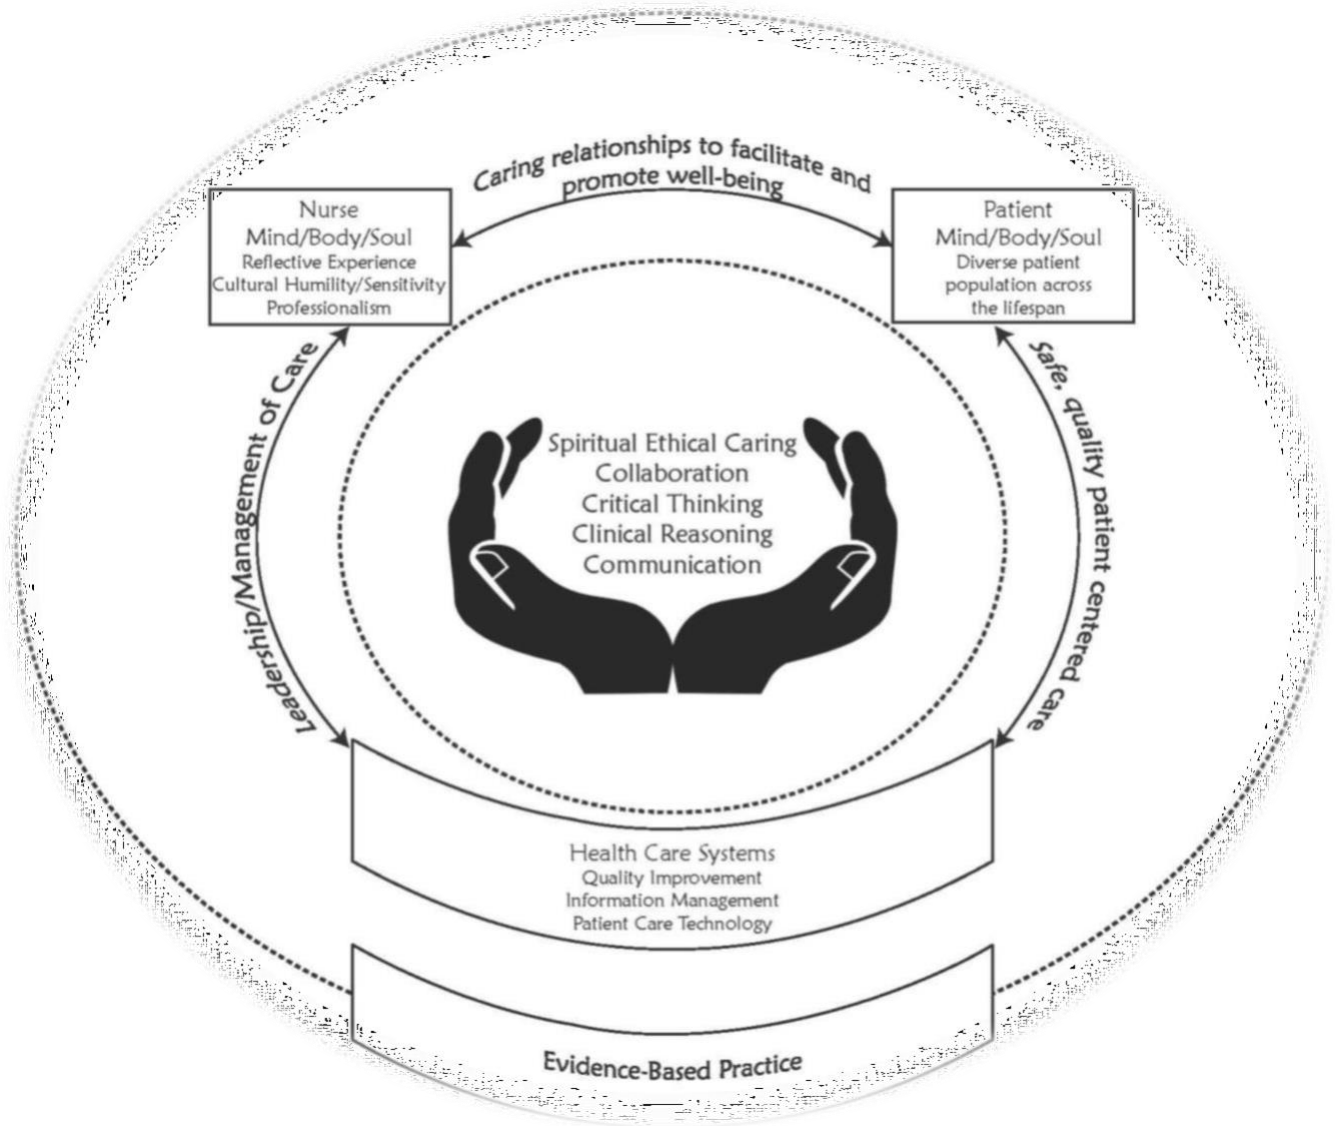 Caring relationships to facilitate and
promote well-being
Nurse
Mind/Body/Soul
Reflective Experience
Cultural Humility/Sensitivity
Professionalism
Patient
Mind/Body/Soul
Diverse patient
population across
the lifespan
Leadership/Management of Care
Spiritual Ethical Caring
Collaboration
Critical Thinking
Clinical Reasoning
Communication
Safe, quality patient centered care
Health Care Systems
Quality Improvement
Information Management
Patient Care Technology
Evidence-Based Practice